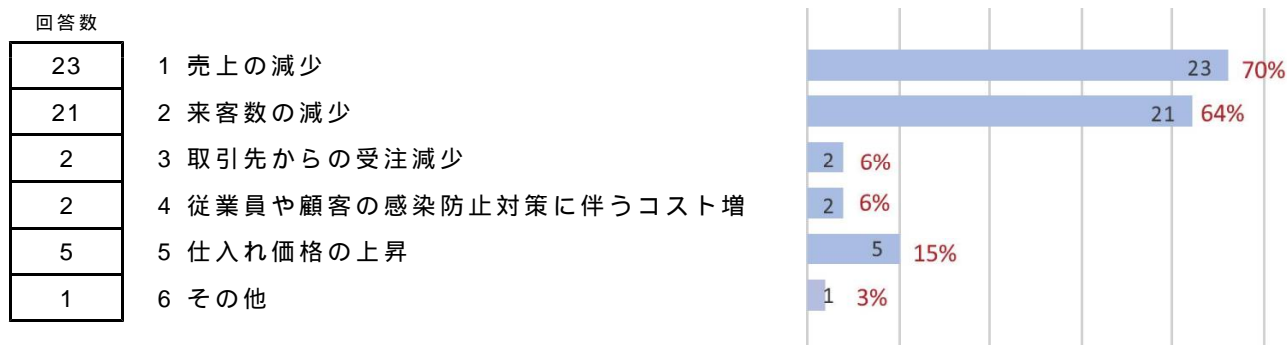 回答数
23 1 売上の減少 23 70%
21 2 来客数の減少 21 64%
2 3 取引先からの受注減少 2 6%
2 4 従業員や顧客の感染防止対策に伴うコスト増 2 6%
5 5 仕入れ価格の上昇 5 15%
1 6 その他 1 3%